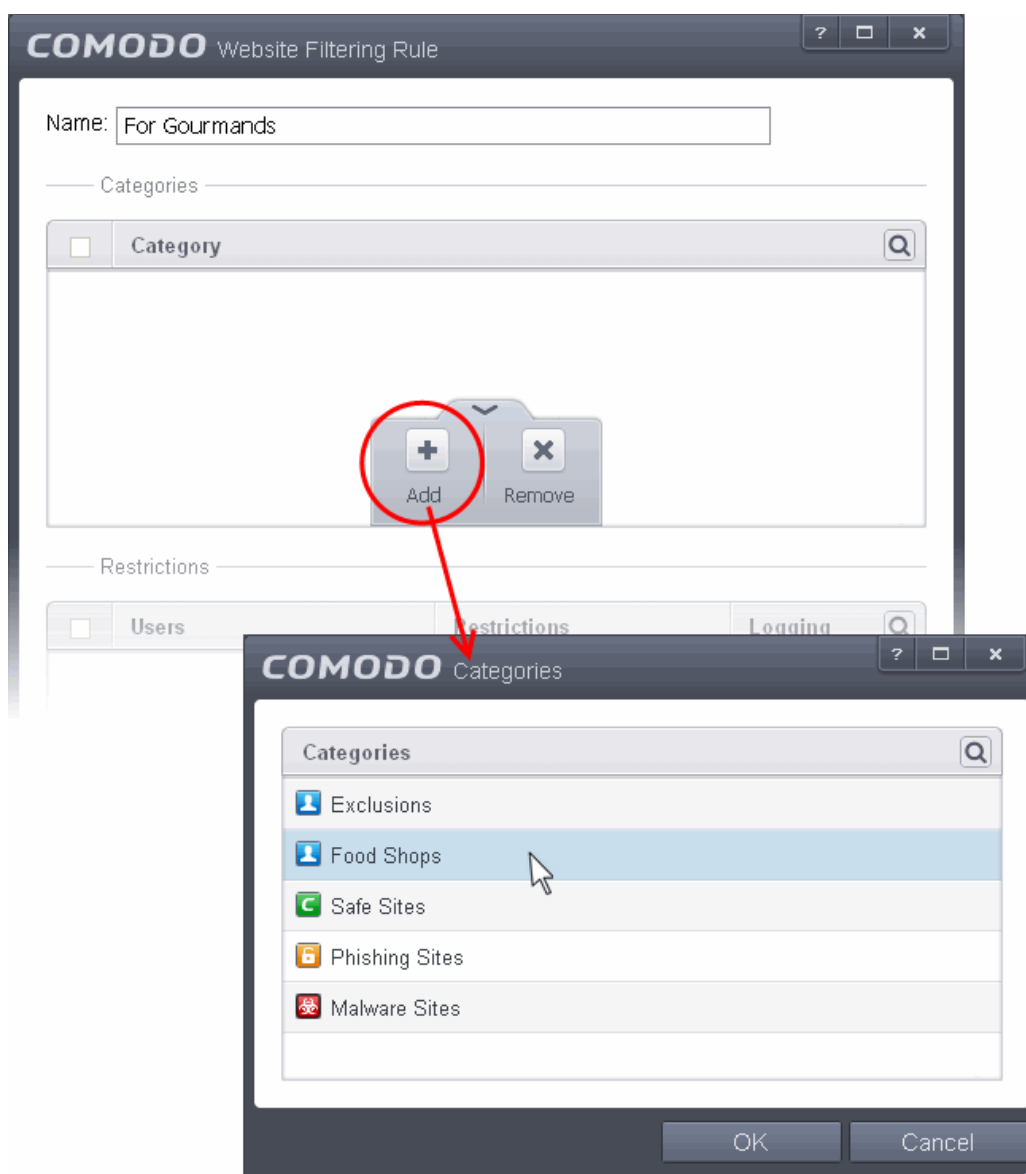 COMODO Website Filtering Rule
?
Name: For Gourmands
Categories
Category
Add Remove
Restrictions
Users Restrictions Logging
COMODO Categories
?
Categories
Exclusions
Food Shops
Safe Sites
Phishing Sites
Malware Sites
OK Cancel